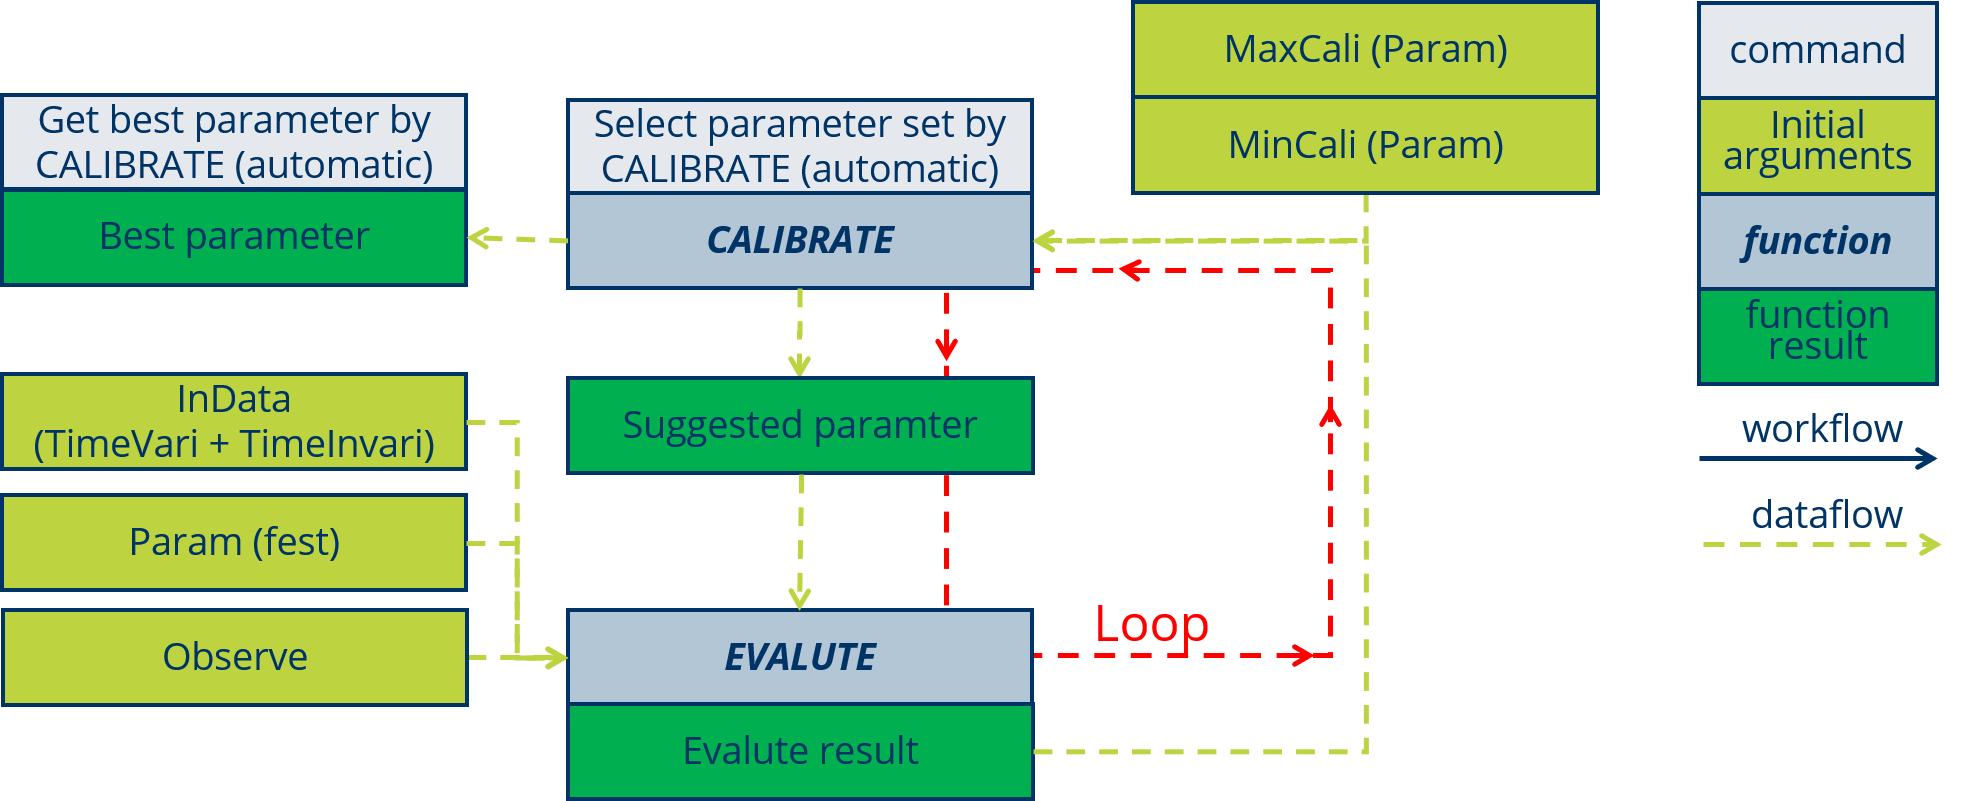 Get best parameter by
CALIBRATE (automatic)
Best parameter
Select parameter set by
CALIBRATE (automatic)
CALIBRATE
MaxCali (Param)
MinCali (Param)
InData
(TimeVari + TimeInvari)
Param (fest)
Observe
Suggested paramter
EVALUTE
Evalute result
Loop
command
Initial
arguments
function
function
result
workflow
dataflow